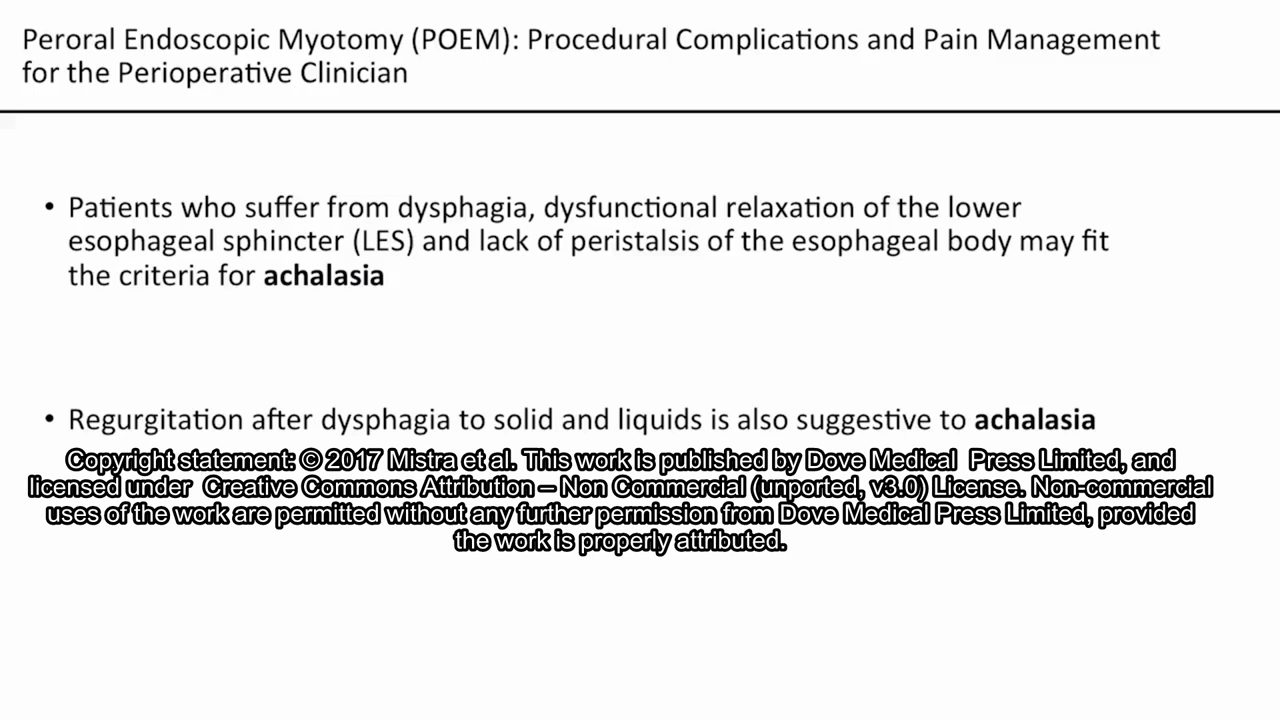 Peroral Endoscopic Myotomy (POEM): Procedural Complications and Pain Management
for the Perioperative Clinician
• Patients who suffer from dysphagia, dysfunctional relaxation of the lower
esophageal sphincter (LES) and lack of peristalsis of the esophageal body may fit
the criteria for achalasia
• Regurgitation after dysphagia to solid and liquids is also suggestive to achalasia
Copyright statement: © 2017 Mistra et al. This work is published by Dove Medical Press Limited, and
licensed under Creative Commons Attribution – Non Commercial (unported, v3.0) License. Non-commercial
uses of the work are permitted without any further permission from Dove Medical Press Limited, provided
the work is properly attributed.